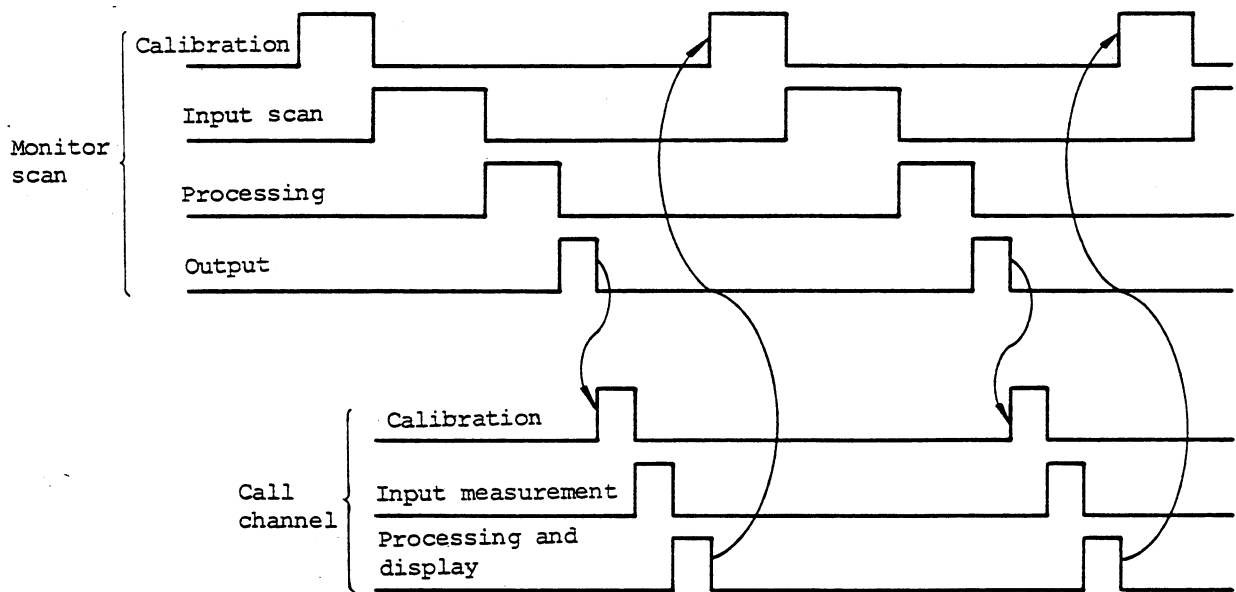 Calibration
Input scan
Monitor
scan
Processing
Output
Calibration
Call
channel
Input measurement
Processing and
display